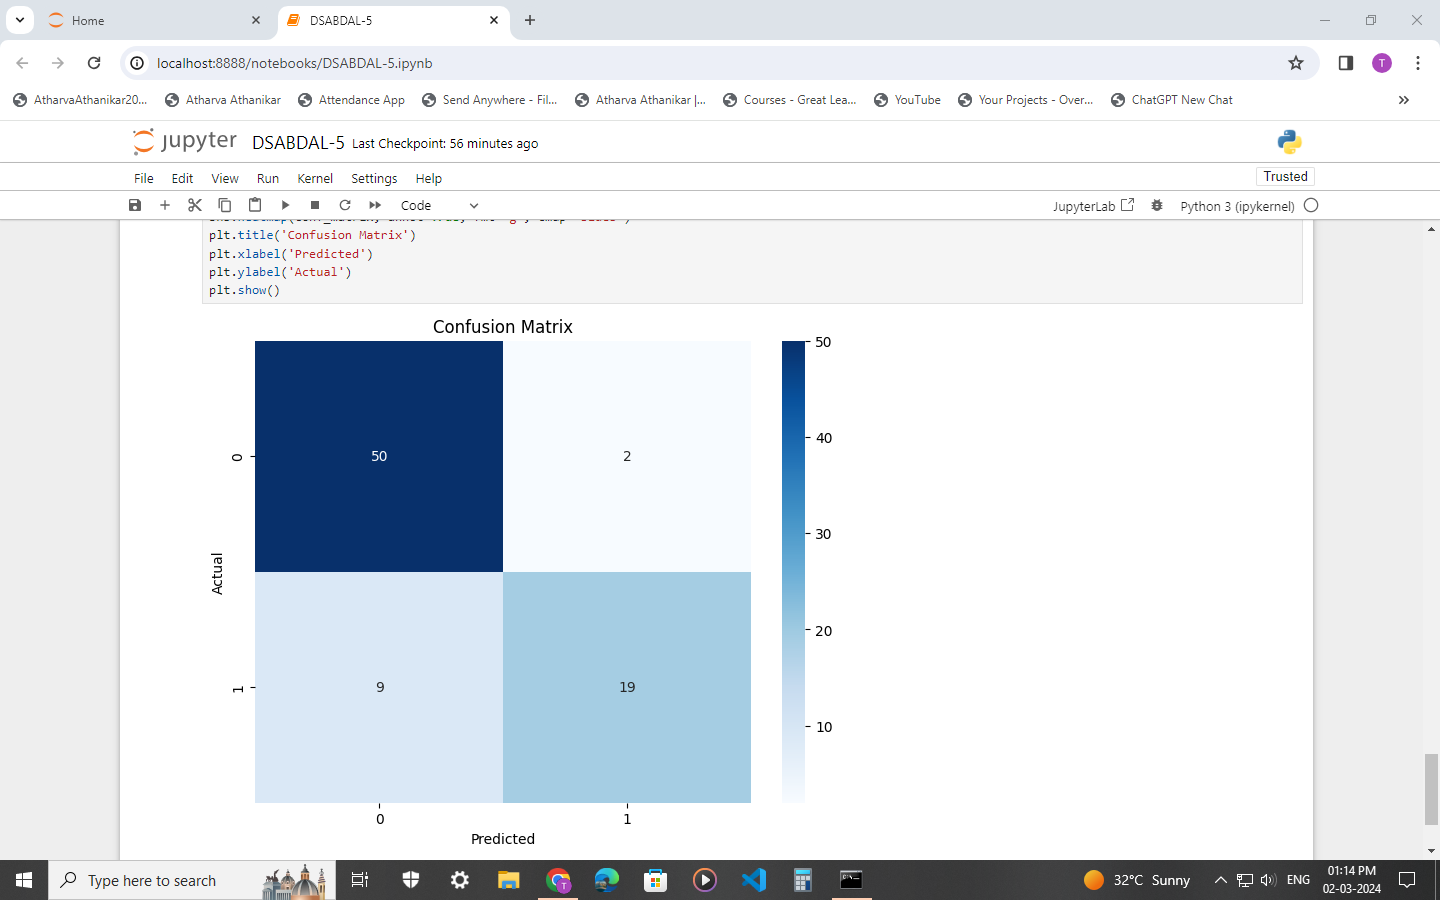 Home
DSABDAL-5
localhost:8888/notebooks/DSABDAL-5.ipynb
T
AtharvaAthanikar20...
Atharva Athanikar
Attendance App
Send Anywhere - Fil...
Atharva Athanikar |...
Courses - Great Lea...
YouTube
Your Projects - Over...
ChatGPT New Chat
jupyter DSABDAL-5 Last Checkpoint: 56 minutes ago
File Edit View Run Kernel Settings Help
Trusted
Code
JupyterLab
Python 3 (ipykernel)
plt.title('Confusion Matrix')
plt.xlabel('Predicted')
plt.ylabel('Actual')
plt.show()
Confusion Matrix
50
40
30
20
10
0
1
Actual
50 2
9 19
0 1
Predicted
Type here to search
T
32°C Sunny
ENG
01:14 PM
02-03-2024